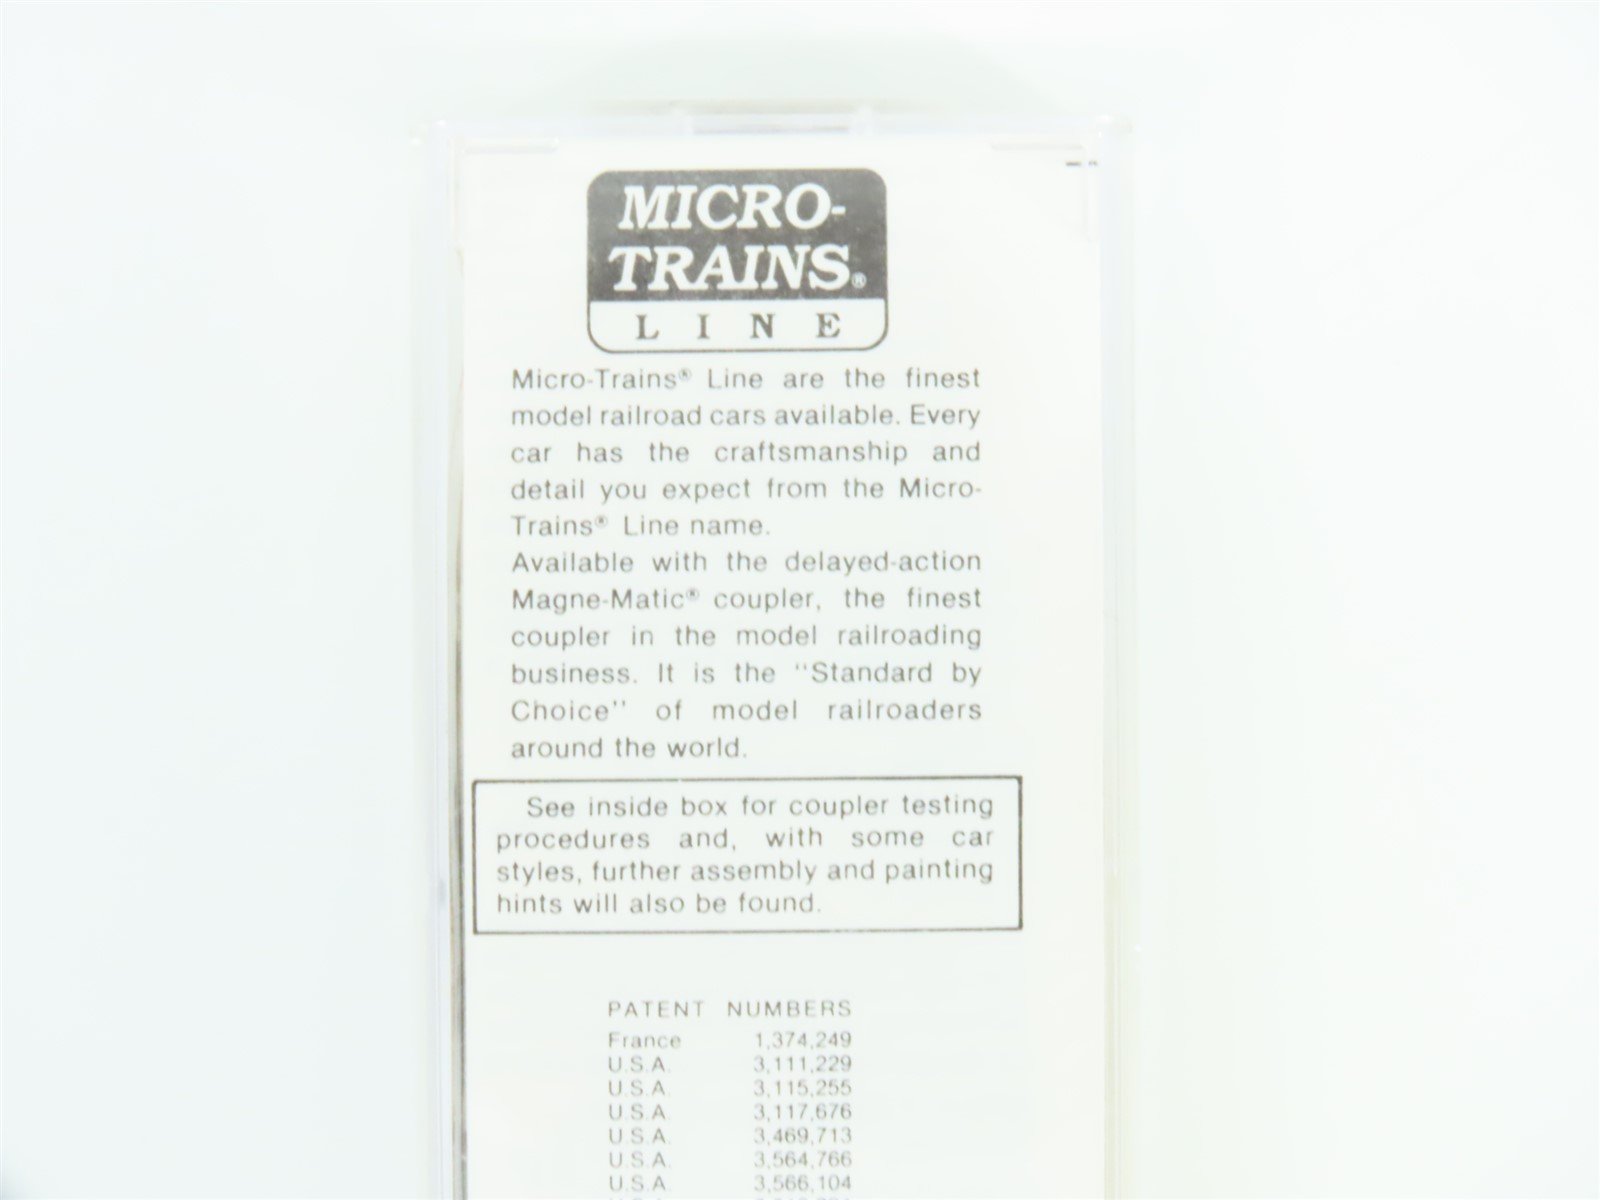 MICRO-
TRAINS®
LINE
Micro-Trains® Line are the finest
model railroad cars available. Every
car has the craftsmanship and
detail you expect from the Micro-
Trains® Line name.
Available with the delayed-action
Magne-Matic® coupler, the finest
coupler in the model railroading
business. It is the "Standard by
Choice" of model railroaders
around the world.
See inside box for coupler testing
procedures and, with some car
styles, further assembly and painting
hints will also be found.
PATENT NUMBERS
France 1,374,249
U.S.A. 3,111,229
U.S.A. 3,115,255
U.S.A. 3,117,676
U.S.A. 3,469,713
U.S.A. 3,564,766
U.S.A. 3,566,104